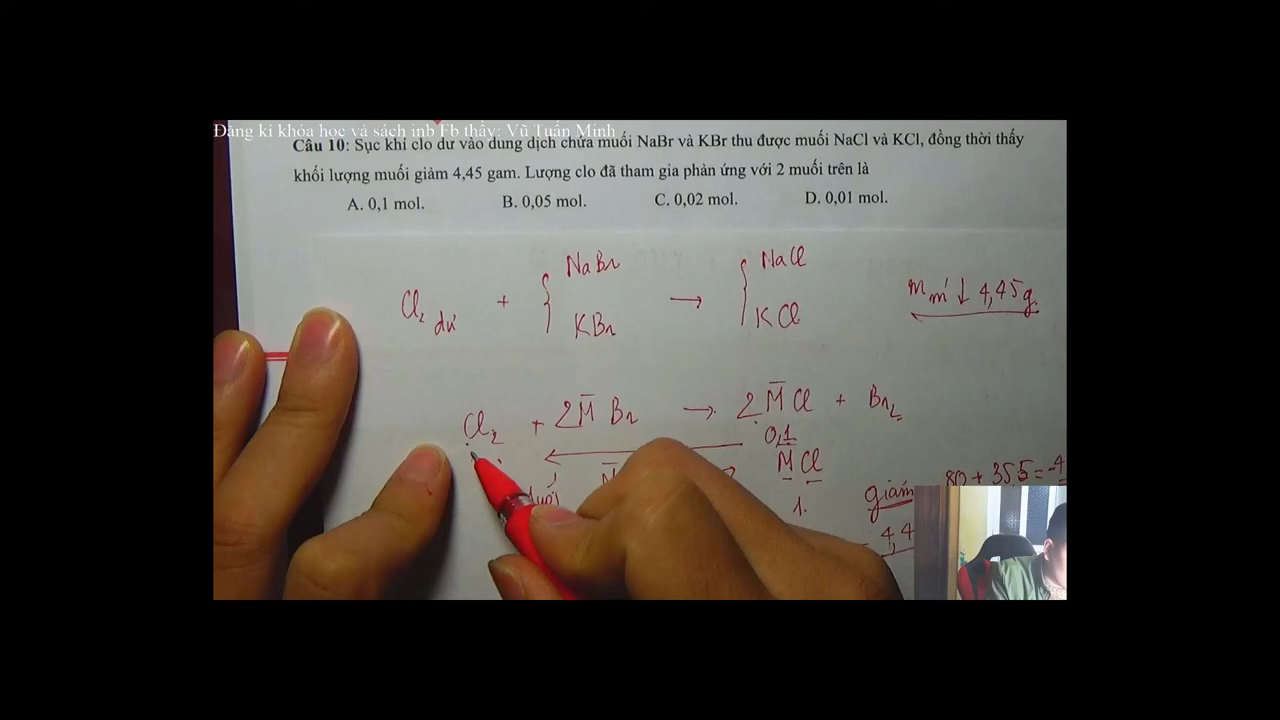 Đăng kí khóa học và sách inb Fb thầy: Vũ Tuấn Minh
Câu 10: Sục khí clo dư vào dung dịch chứa muối NaBr và KBr thu được muối NaCl và KCl, đồng thời thấy
khối lượng muối giảm 4,45 gam. Lượng clo đã tham gia phản ứng với 2 muối trên là
A. 0,1 mol. B. 0,05 mol. C. 0,02 mol. D. 0,01 mol.
Cl₂ dư + { NaBr KBr → { NaCl KCl
m m' ↓ 4,45g.
Cl₂ + 2M̄Br → 2M̄Cl + Br₂
0,1
M̄Cl
1.
giảm 80 + 35.5 = -4